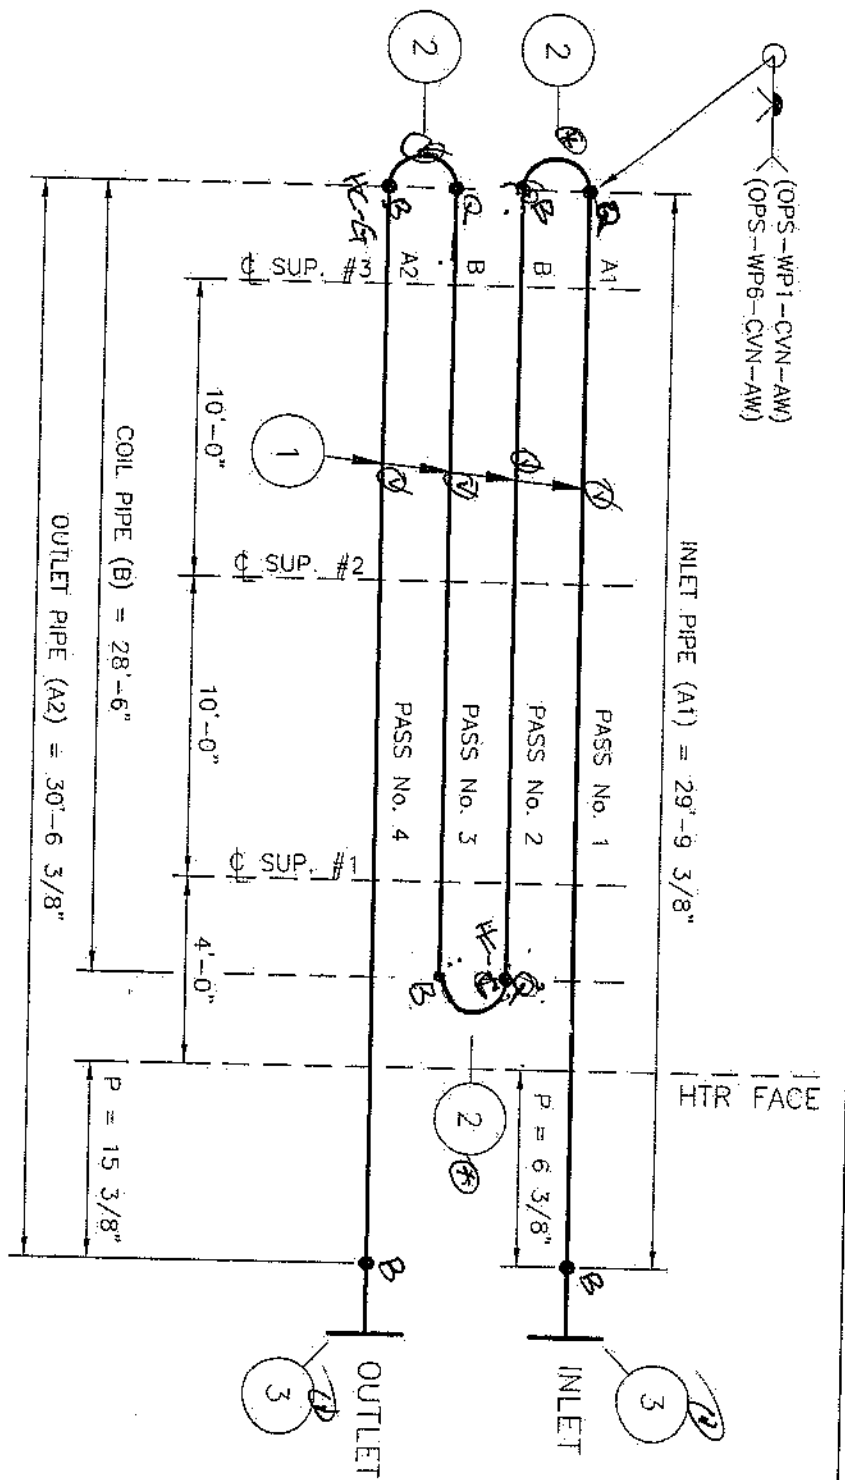 (OPS-WP1-CVN-AW)
(OPS-WP6-CVN-AW)
INLET PIPE (A1) = 29'-9 3/8"
HTR FACE
P = 6 3/8"
2
2
B
A1
B
B
B
A2
B
HC-G
1
PASS No. 1
PASS No. 2
PASS No. 3
PASS No. 4
B
2
B
B
3
INLET
3
OUTLET
℄ SUP. #3
℄ SUP. #2
℄ SUP. #1
10'-0"
10'-0"
4'-0"
P = 15 3/8"
COIL PIPE (B) = 28'-6"
OUTLET PIPE (A2) = 30'-6 3/8"